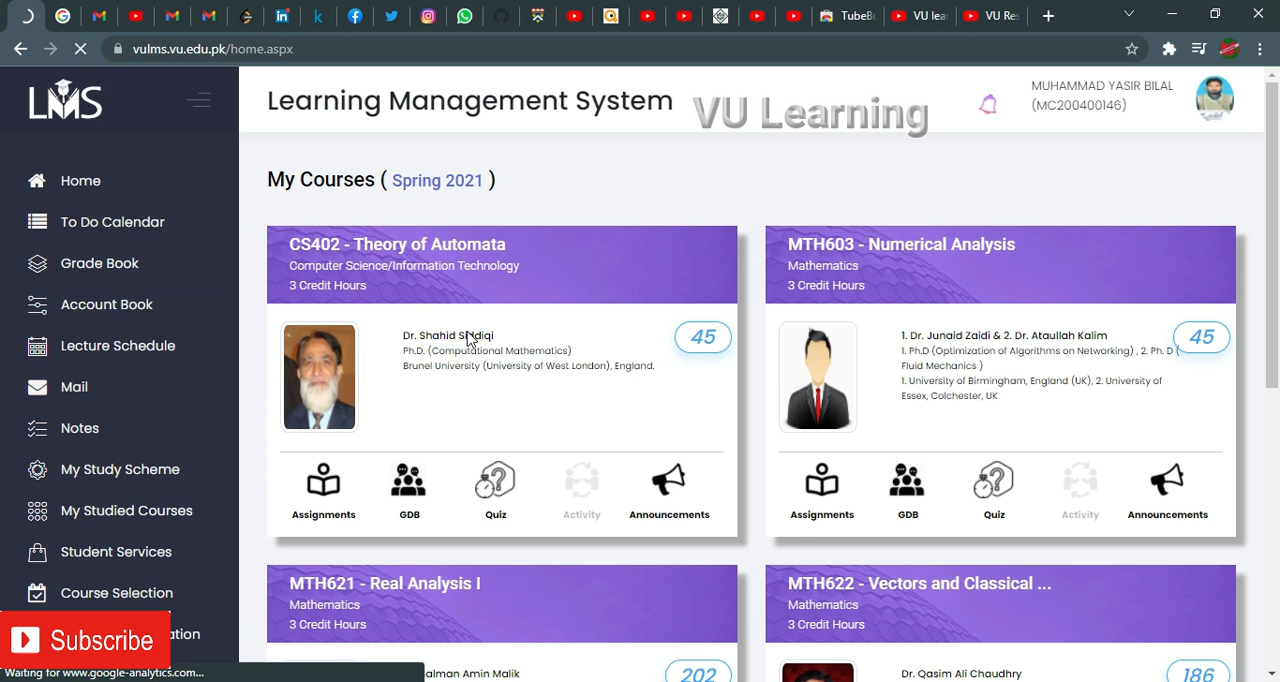 TubeB
VU lea
VU Res
vulms.vu.edu.pk/home.aspx
LMS
Learning Management System
VU Learning
MUHAMMAD YASIR BILAL
(MC200400146)
Home
To Do Calendar
Grade Book
Account Book
Lecture Schedule
Mail
Notes
My Study Scheme
My Studied Courses
Student Services
Course Selection
ation
Subscribe
Waiting for www.google-analytics.com...
My Courses ( Spring 2021 )
CS402 - Theory of Automata
Computer Science/Information Technology
3 Credit Hours
Dr. Shahid Siddiqi
Ph.D. (Computational Mathematics)
Brunel University (University of West London), England.
45
Assignments
GDB
Quiz
Activity
Announcements
MTH603 - Numerical Analysis
Mathematics
3 Credit Hours
1. Dr. Junaid Zaidi & 2. Dr. Ataullah Kalim
1. Ph.D (Optimization of Algorithms on Networking) , 2. Ph. D (
Fluid Mechanics )
1. University of Birmingham, England (UK), 2. University of
Essex, Colchester, UK
45
Assignments
GDB
Quiz
Activity
Announcements
MTH621 - Real Analysis I
Mathematics
3 Credit Hours
alman Amin Malik
202
MTH622 - Vectors and Classical ...
Mathematics
3 Credit Hours
Dr. Qasim Ali Chaudhry
186